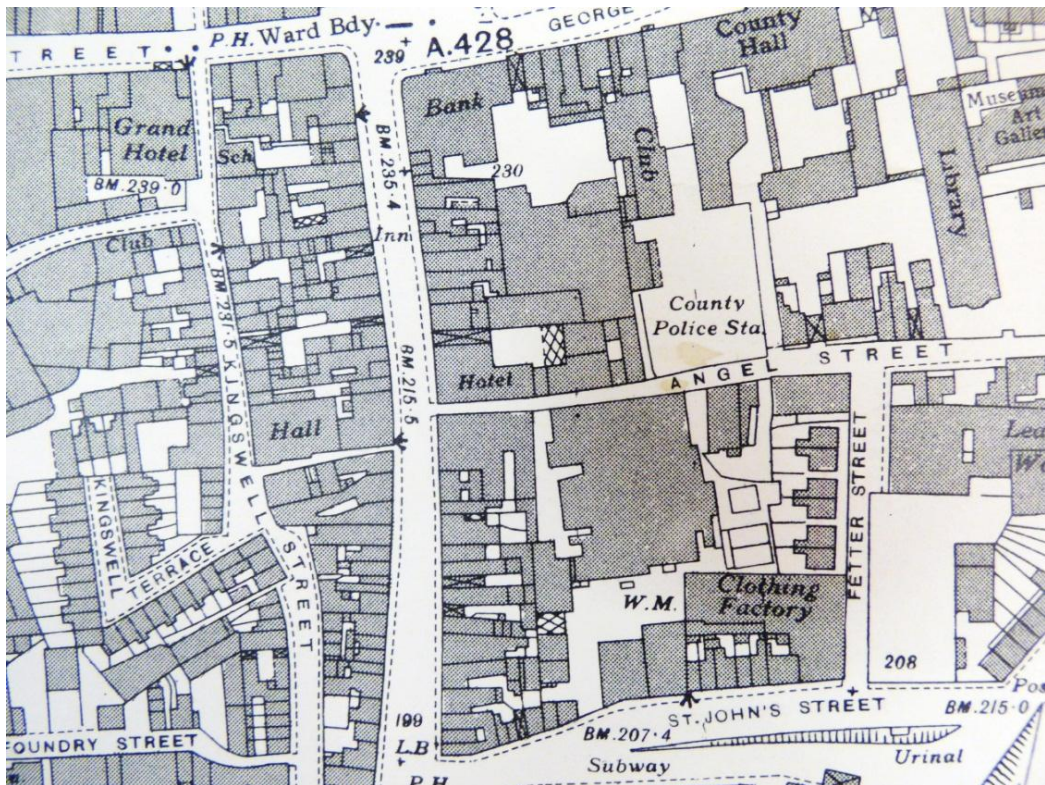 TREET
P.H. Ward Bdy.
239
A.428
GEORGE
County
Hall
Grand
Hotel
Sch
BM.239·0
Bank
BM.235·4
230
Club
Library
Museum
Art
Club
Inn
BM.231·5
KINGSWELL
STREET
County
Police Sta.
BM 215·5
Hotel
ANGEL STREET
Hall
KINGSWELL
TERRACE
FETTER STREET
W.M.
Clothing
Factory
208
199
L.B
P.H
FOUNDRY STREET
ST. JOHN'S STREET
BM.207·4
BM.215·0
Subway
Urinal